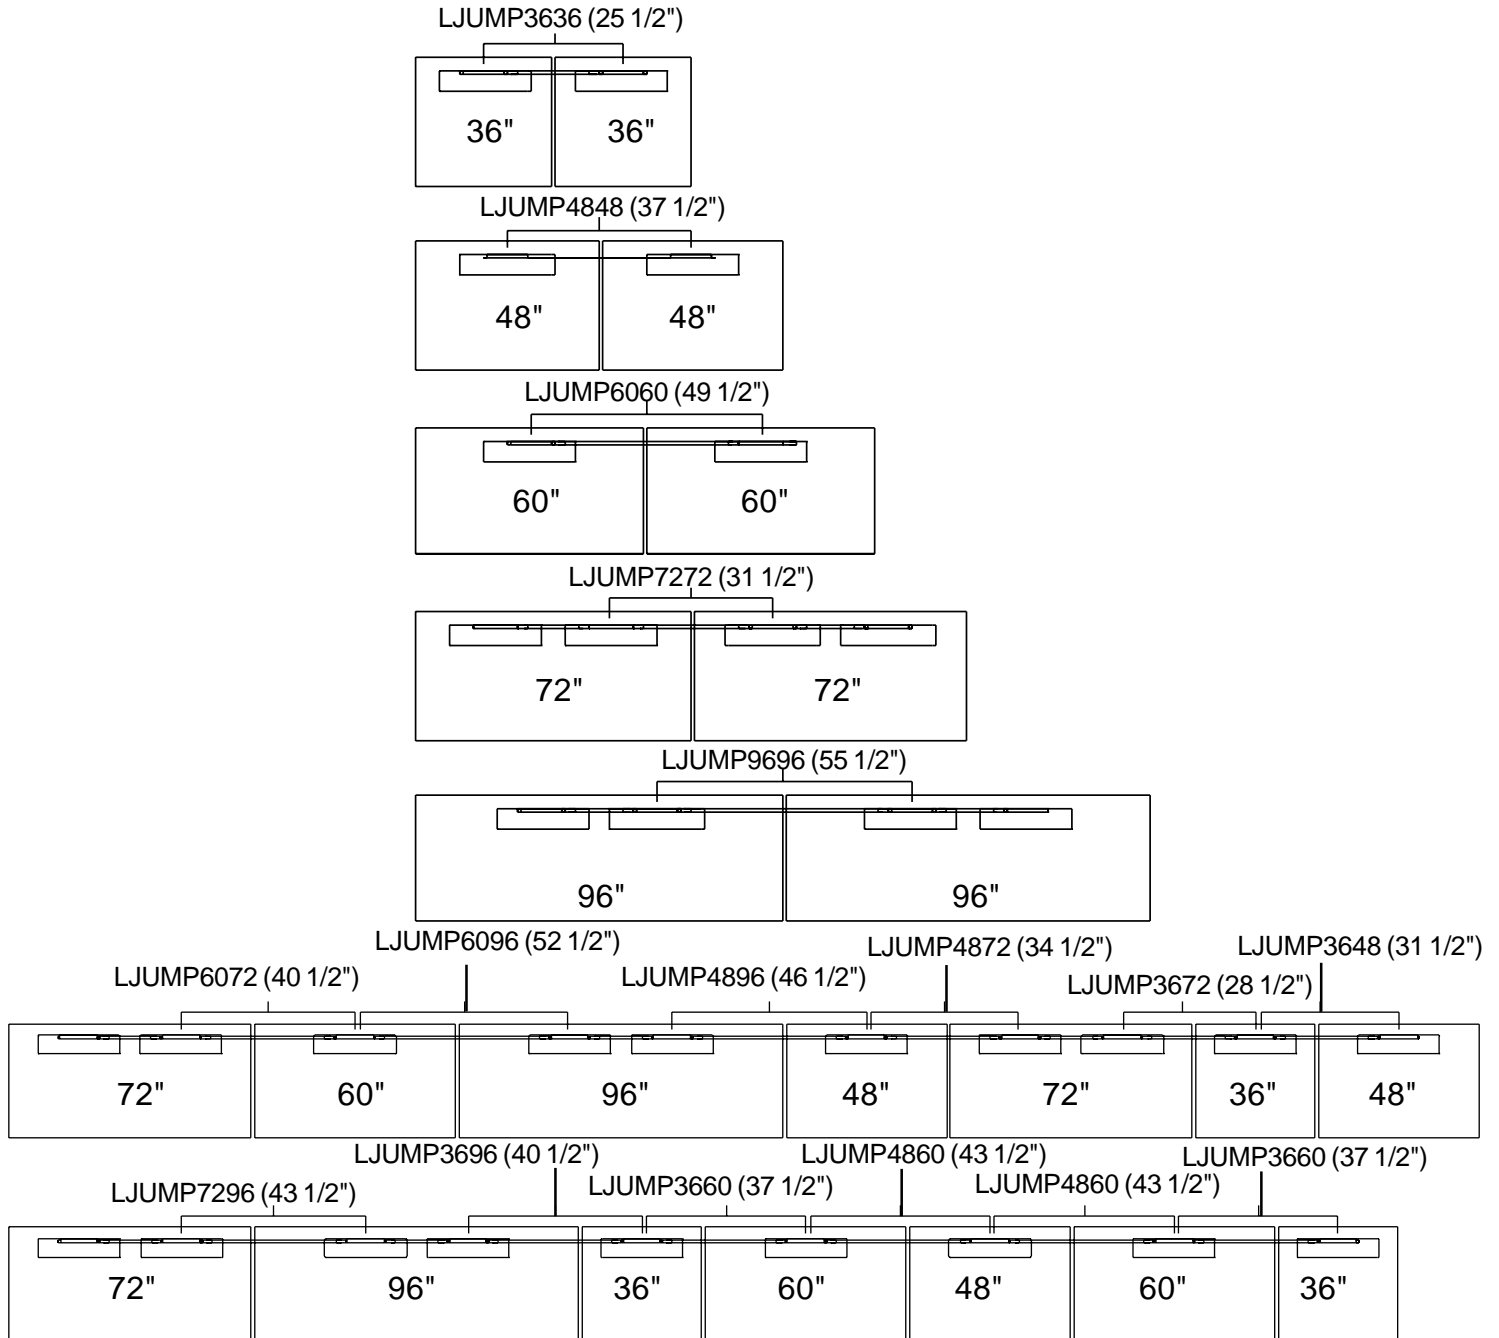 LJUMP3636 (25 1/2")
36" 36"
LJUMP4848 (37 1/2")
48" 48"
LJUMP6060 (49 1/2")
60" 60"
LJUMP7272 (31 1/2")
72" 72"
LJUMP9696 (55 1/2")
96" 96"
LJUMP6096 (52 1/2") LJUMP4872 (34 1/2") LJUMP3648 (31 1/2")
LJUMP6072 (40 1/2") LJUMP4896 (46 1/2") LJUMP3672 (28 1/2")
72" 60" 96" 48" 72" 36" 48"
LJUMP3696 (40 1/2") LJUMP4860 (43 1/2") LJUMP3660 (37 1/2")
LJUMP7296 (43 1/2") LJUMP3660 (37 1/2") LJUMP4860 (43 1/2")
72" 96" 36" 60" 48" 60" 36"